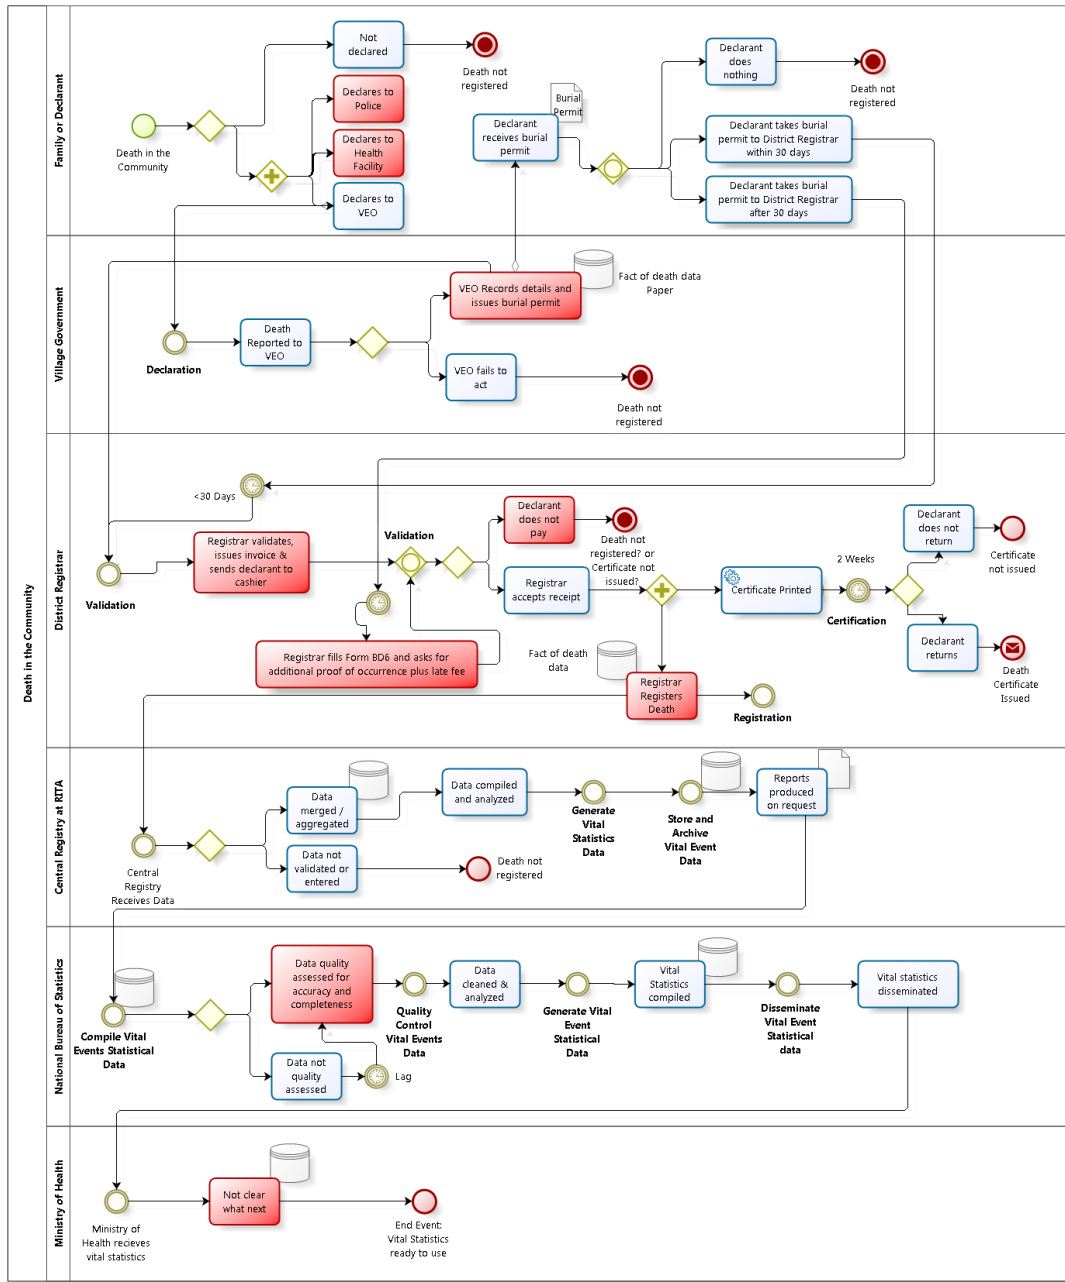 Death in the Community
Family or Declarant
Death in the
Community
Not
declared
Death not
registered
Declares to
Police
Declares to
Health
Facility
Declares to
VEO
Burial
Permit
Declarant
receives burial
permit
Declarant
does
nothing
Death not
registered
Declarant takes burial
permit to District Registrar
within 30 days
Declarant takes burial
permit to District Registrar
after 30 days
Village Government
Declaration
Death
Reported to
VEO
VEO Records details and
issues burial permit
Fact of death data
Paper
VEO fails to
act
Death not
registered
District Registrar
<30 Days
Validation
Registrar validates,
issues invoice &
sends declarant to
cashier
Validation
Registrar fills Form BD6 and asks for
additional proof of occurrence plus late fee
Declarant
does not
pay
Death not
registered? or
Certificate not
issued?
Registrar
accepts receipt
Fact of death
data
Registrar
Registers
Death
Registration
Certificate Printed
2 Weeks
Certification
Declarant
does not
return
Certificate
not issued
Declarant
returns
Death
Certificate
Issued
Central Registry at RITA
Central
Registry
Receives Data
Data
merged /
aggregated
Data not
validated or
entered
Death not
registered
Data compiled
and analyzed
Generate
Vital
Statistics
Data
Store and
Archive
Vital Event
Data
Reports
produced
on request
National Bureau of Statistics
Compile Vital
Events Statistical
Data
Data quality
assessed for
accuracy and
completeness
Data not
quality
assessed
Lag
Quality
Control
Vital Events
Data
Data
cleaned &
analyzed
Generate Vital
Event
Statistical
Data
Vital
Statistics
compiled
Disseminate
Vital Event
Statistical
data
Vital statistics
disseminated
Ministry of Health
Ministry of
Health recieves
vital statistics
Not clear
what next
End Event:
Vital Statistics
ready to use